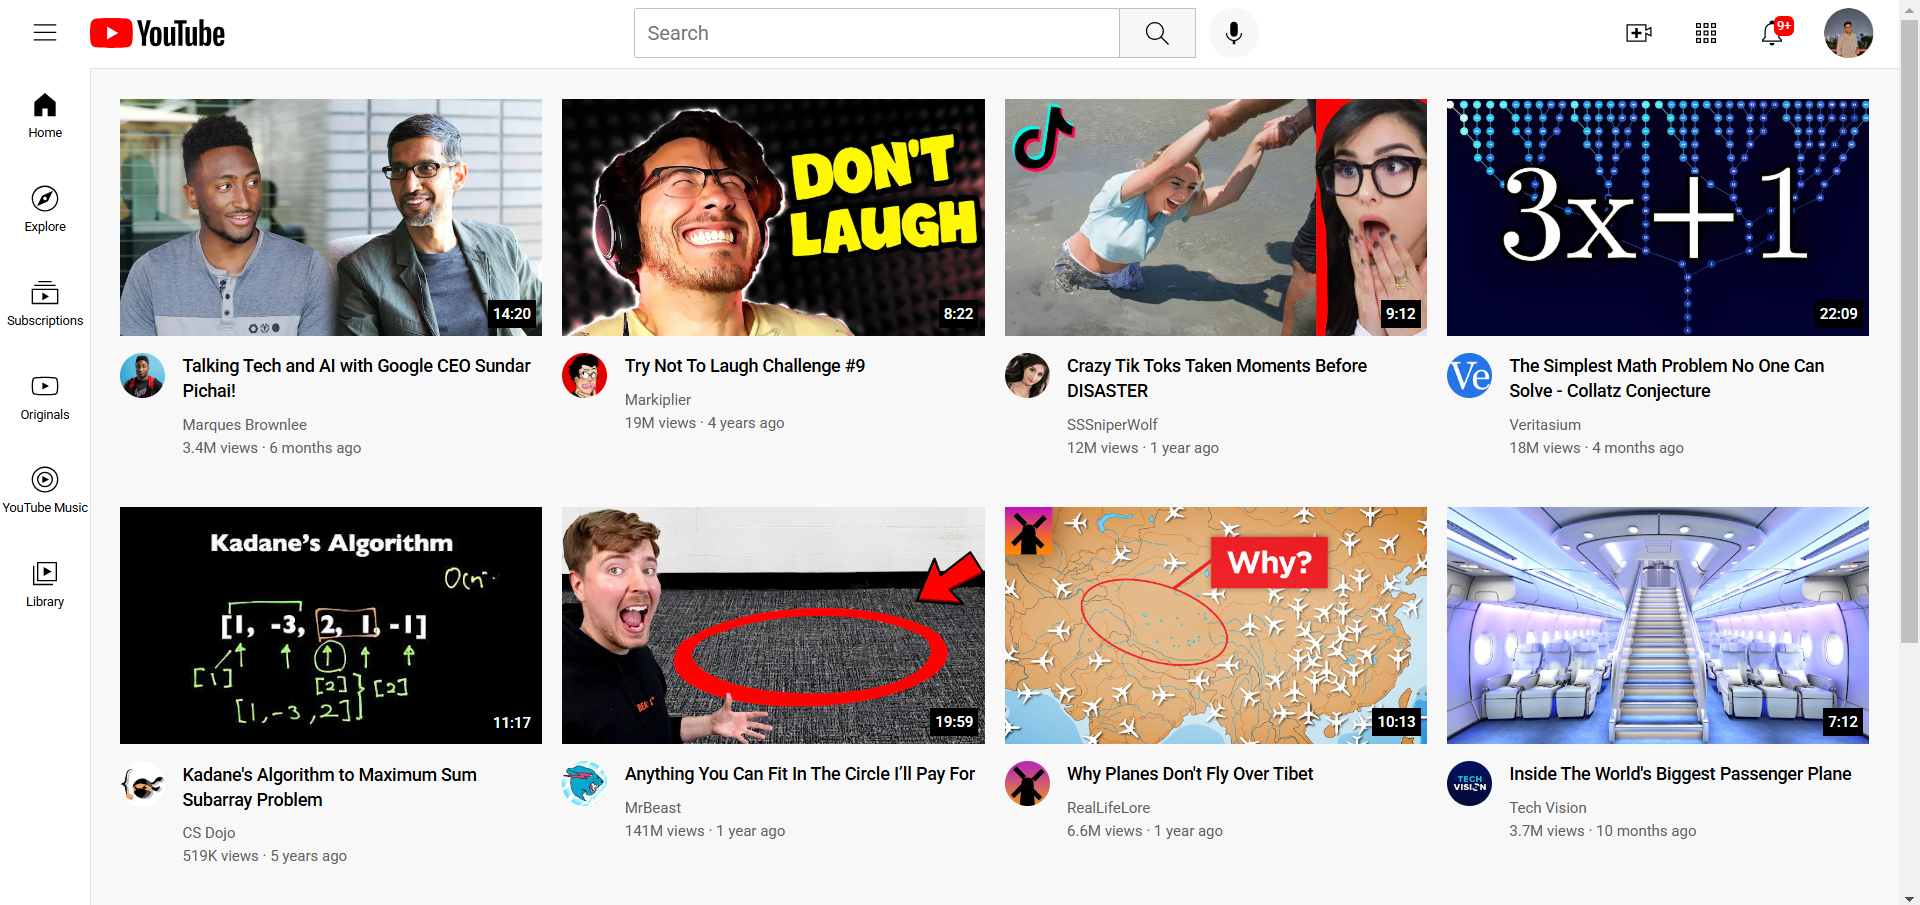 YouTube
Search
9+
Home
Explore
Subscriptions
Originals
YouTube Music
Library
DON'T
LAUGH
3x+1
14:20
8:22
9:12
22:09
Talking Tech and AI with Google CEO Sundar
Pichai!
Marques Brownlee
3.4M views · 6 months ago
Try Not To Laugh Challenge #9
Markiplier
19M views · 4 years ago
Crazy Tik Toks Taken Moments Before
DISASTER
SSSniperWolf
12M views · 1 year ago
Ve
The Simplest Math Problem No One Can
Solve - Collatz Conjecture
Veritasium
18M views · 4 months ago
Kadane's Algorithm
[1, -3, 2, 1, -1]
[1]
[2]
[2]
[1,-3,2]
11:17
19:59
Why?
10:13
7:12
Kadane's Algorithm to Maximum Sum
Subarray Problem
CS Dojo
519K views · 5 years ago
Anything You Can Fit In The Circle I’ll Pay For
MrBeast
141M views · 1 year ago
Why Planes Don't Fly Over Tibet
RealLifeLore
6.6M views · 1 year ago
TECH
VISION
Inside The World's Biggest Passenger Plane
Tech Vision
3.7M views · 10 months ago